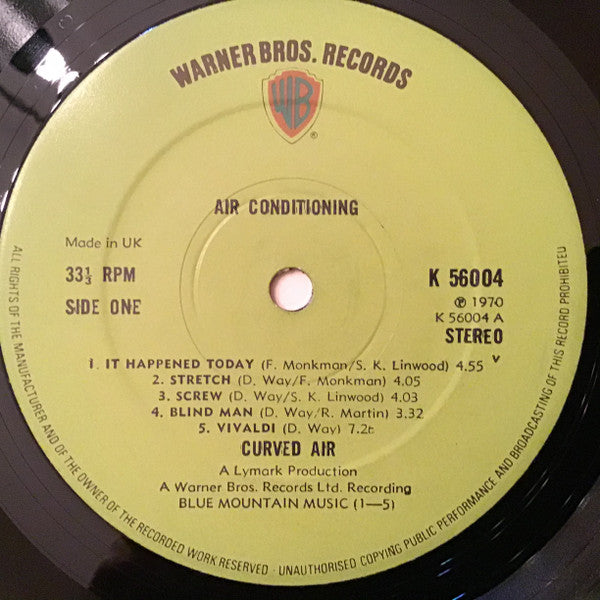 WARNER BROS. RECORDS
WB
®
AIR CONDITIONING
Made in UK
33⅓ RPM
SIDE ONE
K 56004
℗ 1970
K 56004 A
STEREO
1. IT HAPPENED TODAY (F. Monkman/S. K. Linwood) 4.55 v
2. STRETCH (D. Way/F. Monkman) 4.05
3. SCREW (D. Way/S. K. Linwood) 4.03
4. BLIND MAN (D. Way/R. Martin) 3.32
5. VIVALDI (D. Way)
CURVED AIR
A Lymark Production
A Warner Bros. Records Ltd. Recording
BLUE MOUNTAIN MUSIC (1—5)
ALL RIGHTS OF THE MANUFACTURER AND OF THE OWNER OF THE RECORDED WORK RESERVED · UNAUTHORISED COPYING PUBLIC PERFORMANCE AND BROADCASTING OF THIS RECORD PROHIBITED